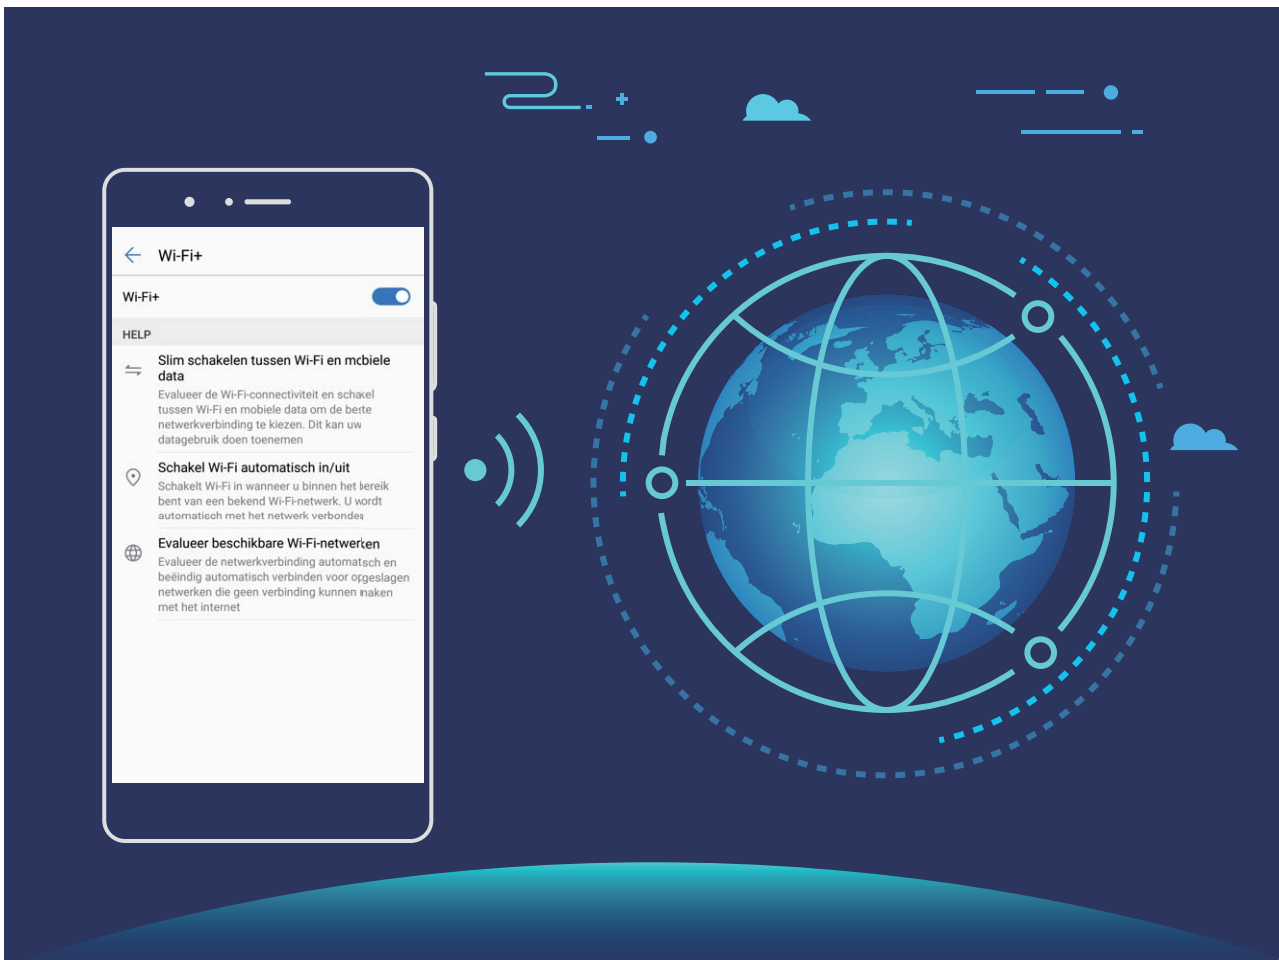 Wi-Fi+
Wi-Fi+
HELP
Slim schakelen tussen Wi-Fi en mobiele
data
Evalueer de Wi-Fi-connectiviteit en schakel
tussen Wi-Fi en mobiele data om de beste
netwerkverbinding te kiezen. Dit kan uw
datagebruik doen toenemen
Schakel Wi-Fi automatisch in/uit
Schakelt Wi-Fi in wanneer u binnen het bereik
bent van een bekend Wi-Fi-netwerk. U wordt
automatisch met het netwerk verbonden
Evalueer beschikbare Wi-Fi-netwerken
Evalueer de netwerkverbinding automatisch en
beëindig automatisch verbinden voor opgeslagen
netwerken die geen verbinding kunnen maken
met het internet